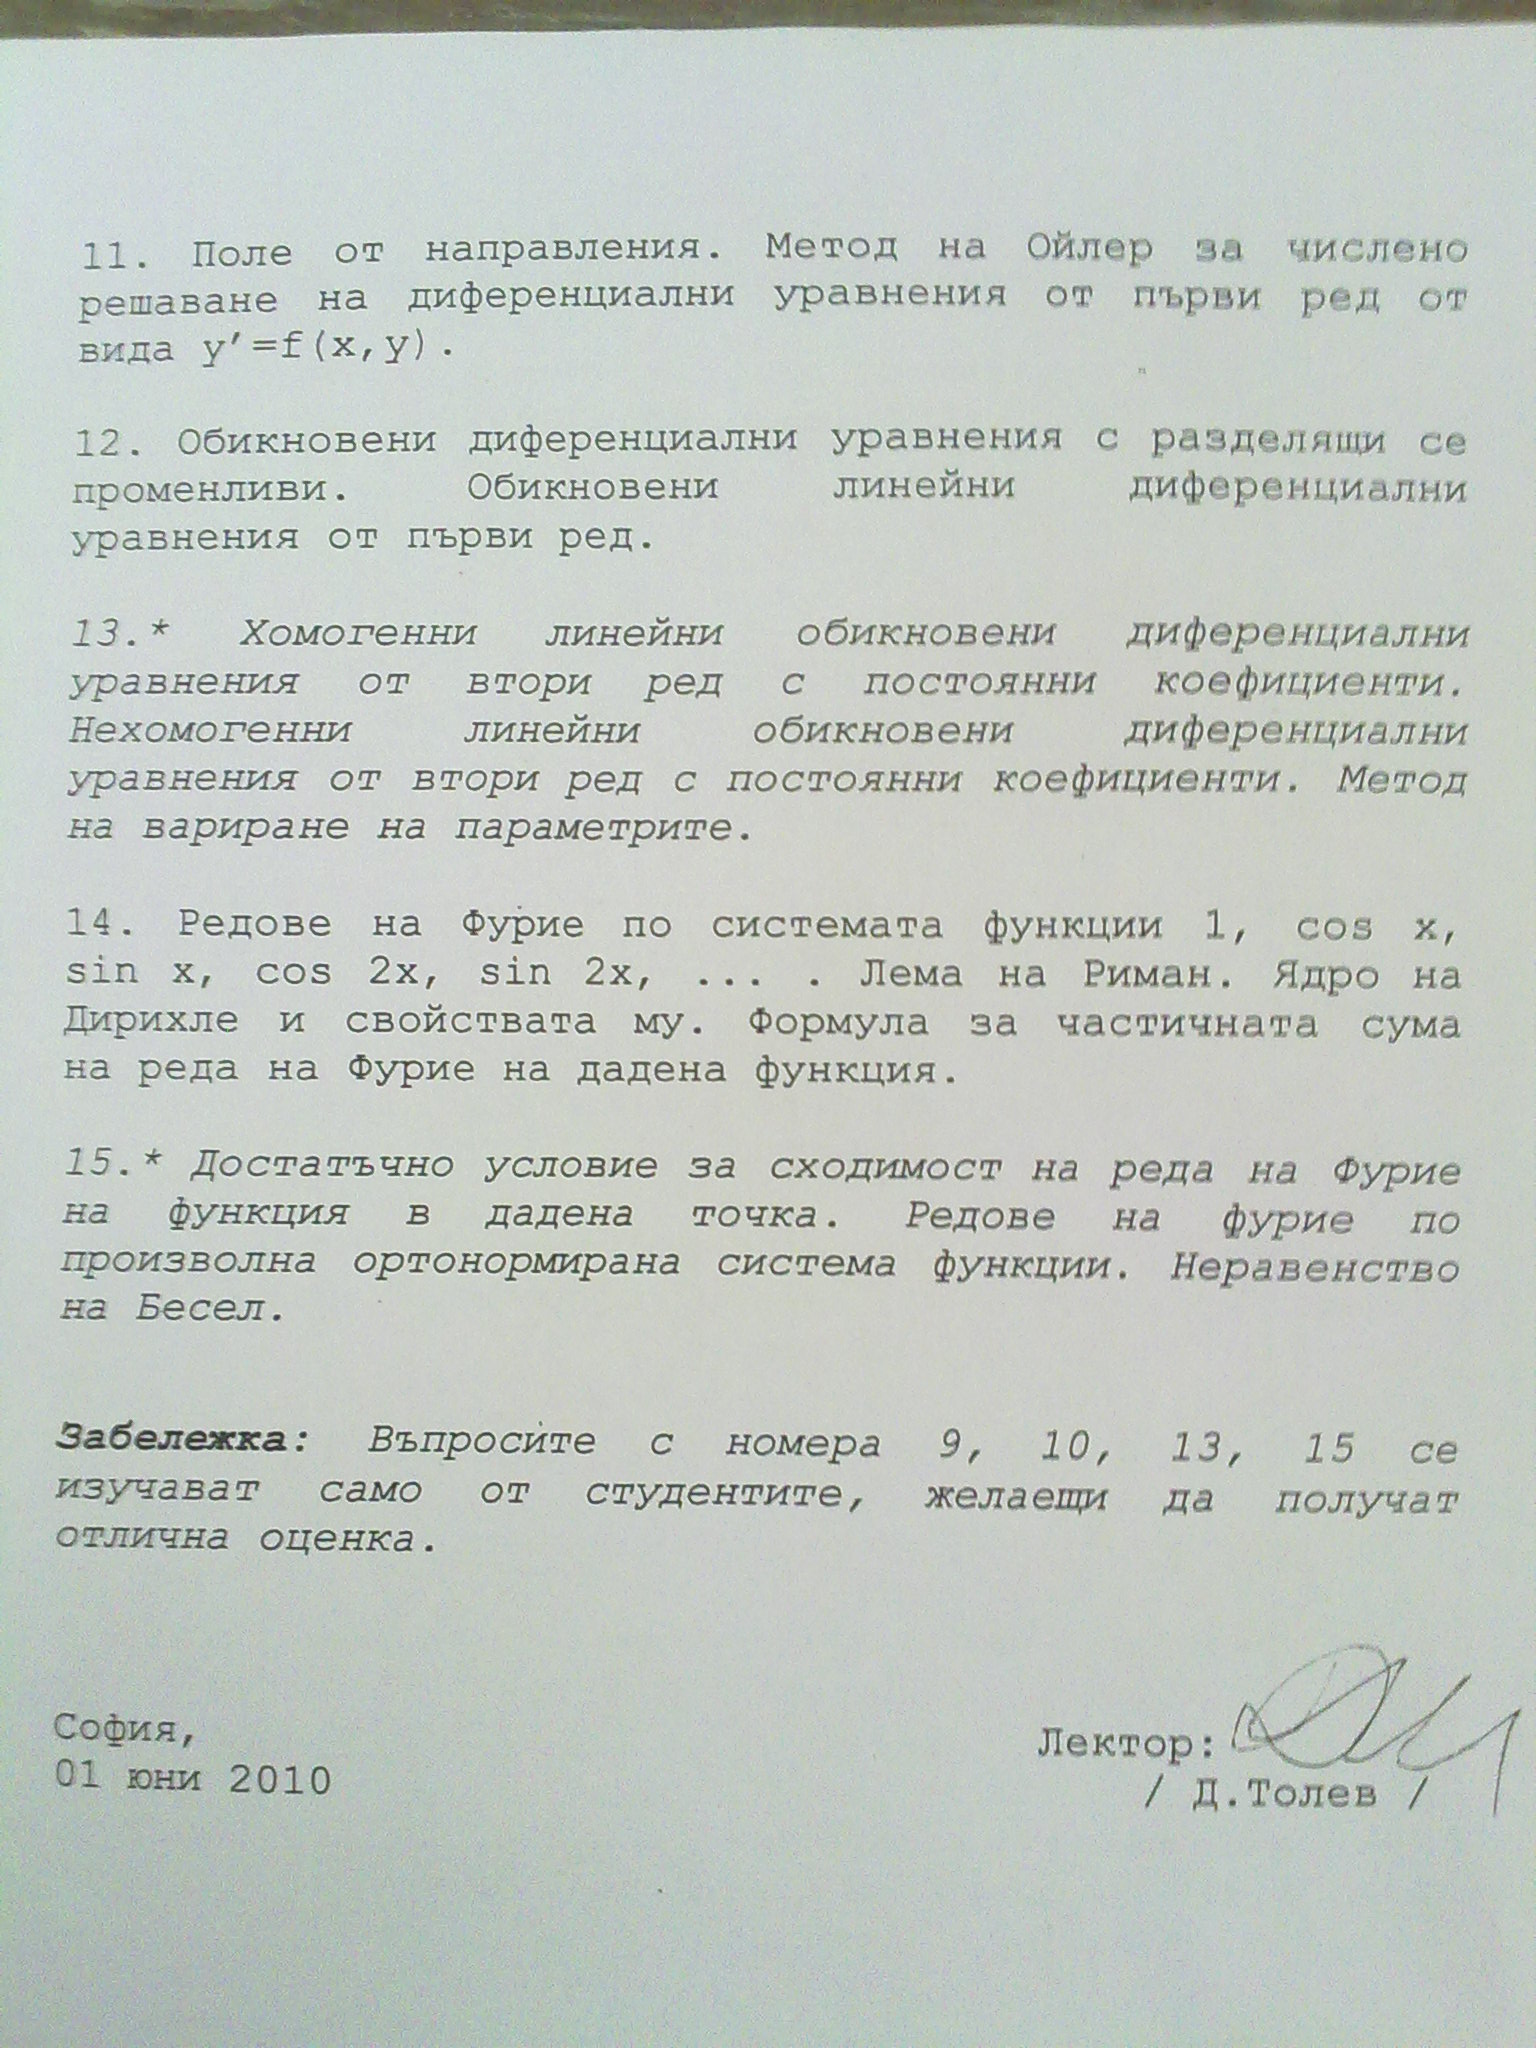 11. Поле от направления. Метод на Ойлер за числено
решаване на диференциални уравнения от първи ред от
вида y'=f(x,y).
12. Обикновени диференциални уравнения с разделящи се
променливи. Обикновени линейни диференциални
уравнения от първи ред.
13.* Хомогенни линейни обикновени диференциални
уравнения от втори ред с постоянни коефициенти.
Нехомогенни линейни обикновени диференциални
уравнения от втори ред с постоянни коефициенти. Метод
на вариране на параметрите.
14. Редове на Фурие по системата функции 1, cos x,
sin x, cos 2x, sin 2x, ... . Лема на Риман. Ядро на
Дирихле и свойствата му. Формула за частичната сума
на реда на Фурие на дадена функция.
15.* Достатъчно условие за сходимост на реда на Фурие
на функция в дадена точка. Редове на фурие по
произволна ортонормирана система функции. Неравенство
на Бесел.
Забележка: Въпросите с номера 9, 10, 13, 15 се
изучават само от студентите, желаещи да получат
отлична оценка.
София,
01 юни 2010
Лектор:
/ Д.Толев /